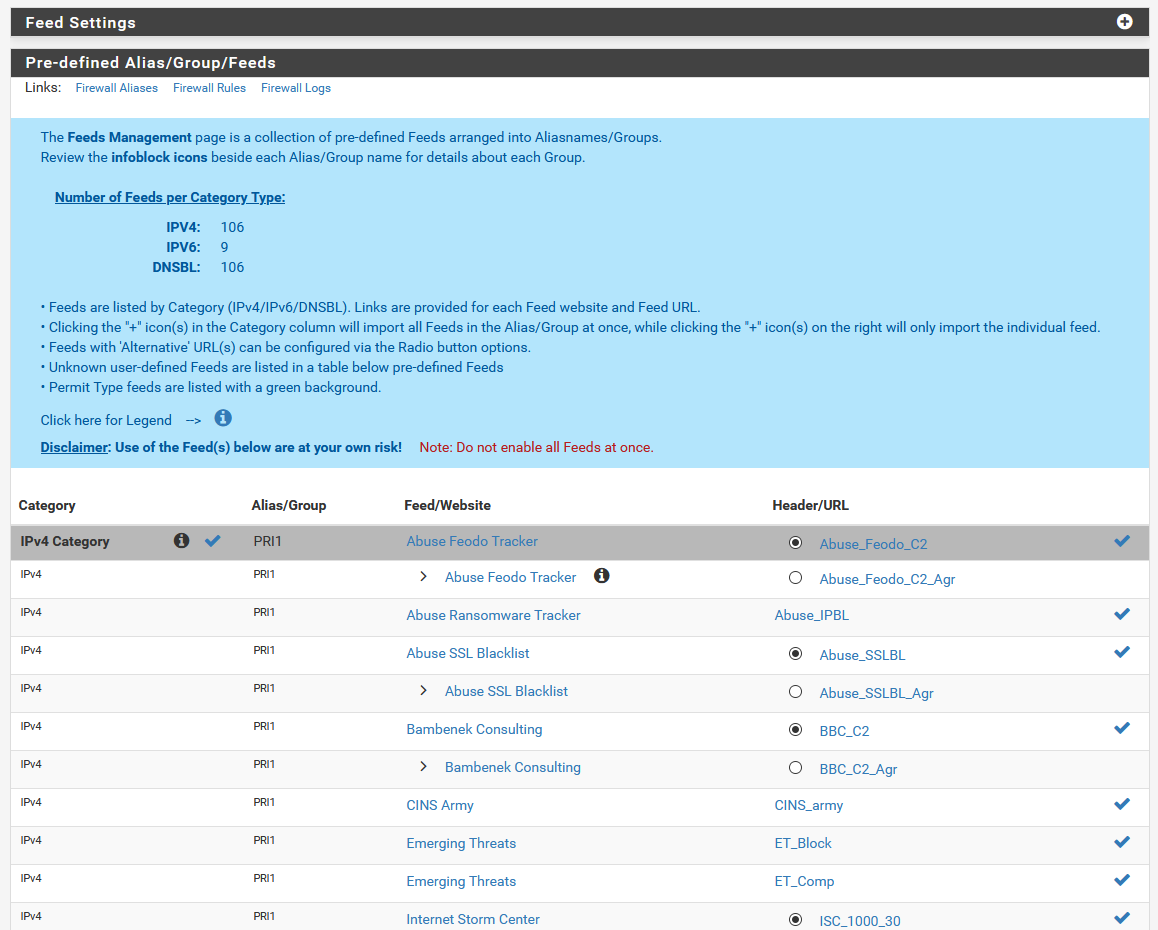 Feed Settings
Pre-defined Alias/Group/Feeds
Links: Firewall Aliases Firewall Rules Firewall Logs
The Feeds Management page is a collection of pre-defined Feeds arranged into Aliasnames/Groups.
Review the infoblock icons beside each Alias/Group name for details about each Group.
Number of Feeds per Category Type:
IPV4: 106
IPV6: 9
DNSBL: 106
• Feeds are listed by Category (IPv4/IPv6/DNSBL). Links are provided for each Feed website and Feed URL.
• Clicking the "+" icon(s) in the Category column will import all Feeds in the Alias/Group at once, while clicking the "+" icon(s) on the right will only import the individual feed.
• Feeds with 'Alternative' URL(s) can be configured via the Radio button options.
• Unknown user-defined Feeds are listed in a table below pre-defined Feeds
• Permit Type feeds are listed with a green background.
Click here for Legend -->
Disclaimer: Use of the Feed(s) below are at your own risk! Note: Do not enable all Feeds at once.
Category Alias/Group Feed/Website Header/URL
IPv4 Category PRI1 Abuse Feodo Tracker Abuse_Feodo_C2
IPv4 PRI1 Abuse Feodo Tracker Abuse_Feodo_C2_Agr
IPv4 PRI1 Abuse Ransomware Tracker Abuse_IPBL
IPv4 PRI1 Abuse SSL Blacklist Abuse_SSLBL
IPv4 PRI1 Abuse SSL Blacklist Abuse_SSLBL_Agr
IPv4 PRI1 Bambenek Consulting BBC_C2
IPv4 PRI1 Bambenek Consulting BBC_C2_Agr
IPv4 PRI1 CINS Army CINS_army
IPv4 PRI1 Emerging Threats ET_Block
IPv4 PRI1 Emerging Threats ET_Comp
IPv4 PRI1 Internet Storm Center ISC_1000_30